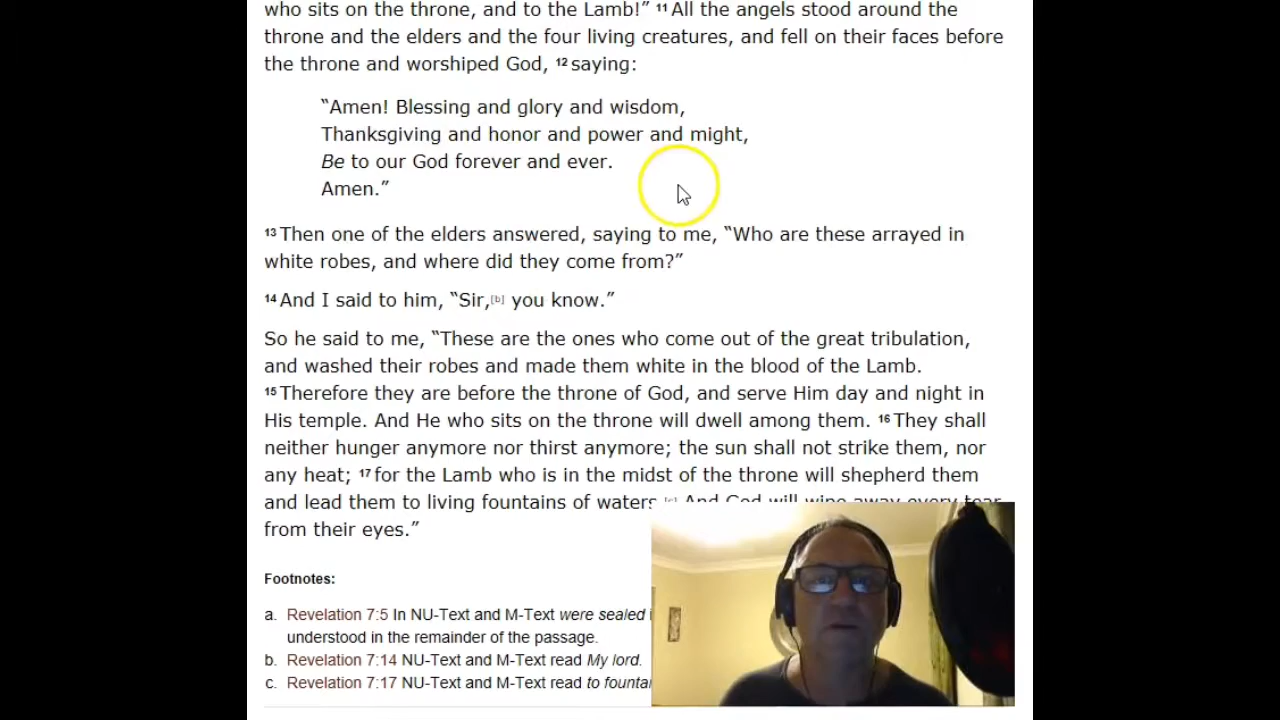 who sits on the throne, and to the Lamb!” 11 All the angels stood around the
throne and the elders and the four living creatures, and fell on their faces before
the throne and worshiped God, 12 saying:
“Amen! Blessing and glory and wisdom,
Thanksgiving and honor and power and might,
Be to our God forever and ever.
Amen.”
13 Then one of the elders answered, saying to me, “Who are these arrayed in
white robes, and where did they come from?”
14 And I said to him, “Sir,[b] you know.”
So he said to me, “These are the ones who come out of the great tribulation,
and washed their robes and made them white in the blood of the Lamb.
15 Therefore they are before the throne of God, and serve Him day and night in
His temple. And He who sits on the throne will dwell among them. 16 They shall
neither hunger anymore nor thirst anymore; the sun shall not strike them, nor
any heat; 17 for the Lamb who is in the midst of the throne will shepherd them
and lead them to living fountains of waters.[c] And God will wipe away every tear
from their eyes.”
Footnotes:
a. Revelation 7:5 In NU-Text and M-Text were sealed
understood in the remainder of the passage.
b. Revelation 7:14 NU-Text and M-Text read My lord.
c. Revelation 7:17 NU-Text and M-Text read to